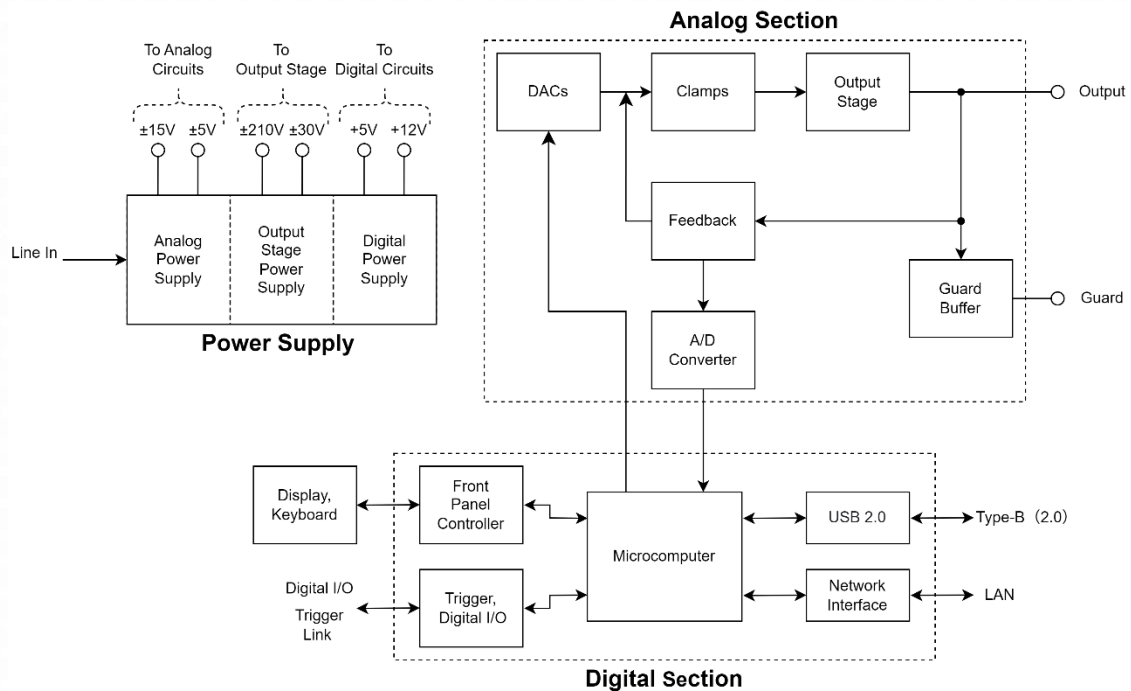 Analog Section
To Analog
Circuits
To
Output Stage
To
Digital Circuits
±15V
±5V
±210V
±30V
+5V
+12V
Line In
Analog
Power
Supply
Output
Stage
Power
Supply
Digital
Power
Supply
Power Supply
DACs
Clamps
Output
Stage
Output
Feedback
Guard
Buffer
Guard
A/D
Converter
Display,
Keyboard
Front
Panel
Controller
Microcomputer
USB 2.0
Type-B (2.0)
Digital I/O
Trigger
Link
Trigger,
Digital I/O
Network
Interface
LAN
Digital Section